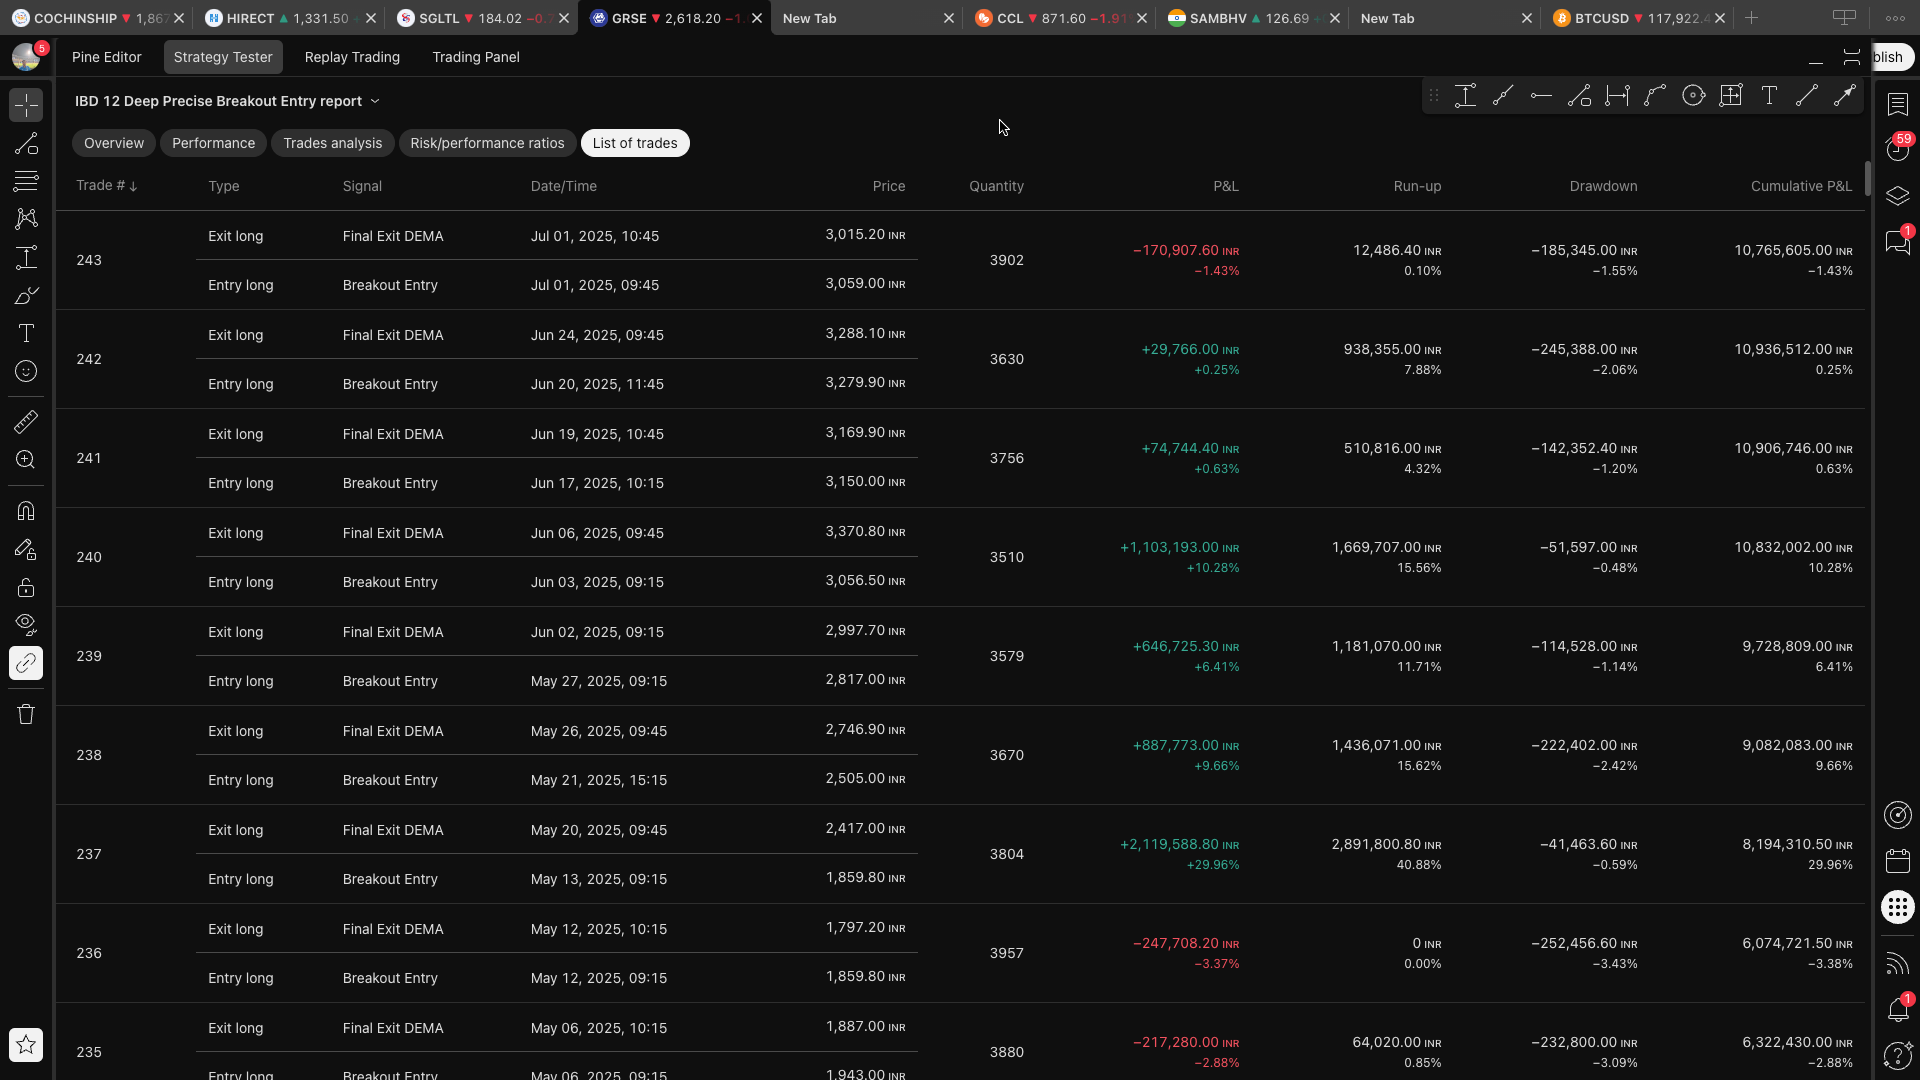 COCHINSHIP ▼ 1,867
HIRECT ▲ 1,331.50
SGLTL ▼ 184.02 −0.7
GRSE ▼ 2,618.20 −1.
New Tab
CCL ▼ 871.60 −1.91
SAMBHV ▲ 126.69
New Tab
BTCUSD ▼ 117,922.4
5
Pine Editor Strategy Tester Replay Trading Trading Panel
blish
IBD 12 Deep Precise Breakout Entry report
Overview Performance Trades analysis Risk/performance ratios List of trades
59
Trade # ↓ Type Signal Date/Time Price Quantity P&L Run-up Drawdown Cumulative P&L
1
243
Exit long Final Exit DEMA Jul 01, 2025, 10:45 3,015.20 INR
Entry long Breakout Entry Jul 01, 2025, 09:45 3,059.00 INR
3902
−170,907.60 INR 12,486.40 INR −185,345.00 INR 10,765,605.00 INR
−1.43% 0.10% −1.55% −1.43%
242
Exit long Final Exit DEMA Jun 24, 2025, 09:45 3,288.10 INR
Entry long Breakout Entry Jun 20, 2025, 11:45 3,279.90 INR
3630
+29,766.00 INR 938,355.00 INR −245,388.00 INR 10,936,512.00 INR
+0.25% 7.88% −2.06% 0.25%
241
Exit long Final Exit DEMA Jun 19, 2025, 10:45 3,169.90 INR
Entry long Breakout Entry Jun 17, 2025, 10:15 3,150.00 INR
3756
+74,744.40 INR 510,816.00 INR −142,352.40 INR 10,906,746.00 INR
+0.63% 4.32% −1.20% 0.63%
240
Exit long Final Exit DEMA Jun 06, 2025, 09:45 3,370.80 INR
Entry long Breakout Entry Jun 03, 2025, 09:15 3,056.50 INR
3510
+1,103,193.00 INR 1,669,707.00 INR −51,597.00 INR 10,832,002.00 INR
+10.28% 15.56% −0.48% 10.28%
239
Exit long Final Exit DEMA Jun 02, 2025, 09:15 2,997.70 INR
Entry long Breakout Entry May 27, 2025, 09:15 2,817.00 INR
3579
+646,725.30 INR 1,181,070.00 INR −114,528.00 INR 9,728,809.00 INR
+6.41% 11.71% −1.14% 6.41%
238
Exit long Final Exit DEMA May 26, 2025, 09:45 2,746.90 INR
Entry long Breakout Entry May 21, 2025, 15:15 2,505.00 INR
3670
+887,773.00 INR 1,436,071.00 INR −222,402.00 INR 9,082,083.00 INR
+9.66% 15.62% −2.42% 9.66%
237
Exit long Final Exit DEMA May 20, 2025, 09:45 2,417.00 INR
Entry long Breakout Entry May 13, 2025, 09:15 1,859.80 INR
3804
+2,119,588.80 INR 2,891,800.80 INR −41,463.60 INR 8,194,310.50 INR
+29.96% 40.88% −0.59% 29.96%
236
Exit long Final Exit DEMA May 12, 2025, 10:15 1,797.20 INR
Entry long Breakout Entry May 12, 2025, 09:15 1,859.80 INR
3957
−247,708.20 INR 0 INR −252,456.60 INR 6,074,721.50 INR
−3.37% 0.00% −3.43% −3.38%
1
235
Exit long Final Exit DEMA May 06, 2025, 10:15 1,887.00 INR
Entry long Breakout Entry May 06, 2025, 09:15 1,943.00 INR
3880
−217,280.00 INR 64,020.00 INR −232,800.00 INR 6,322,430.00 INR
−2.88% 0.85% −3.09% −2.88%